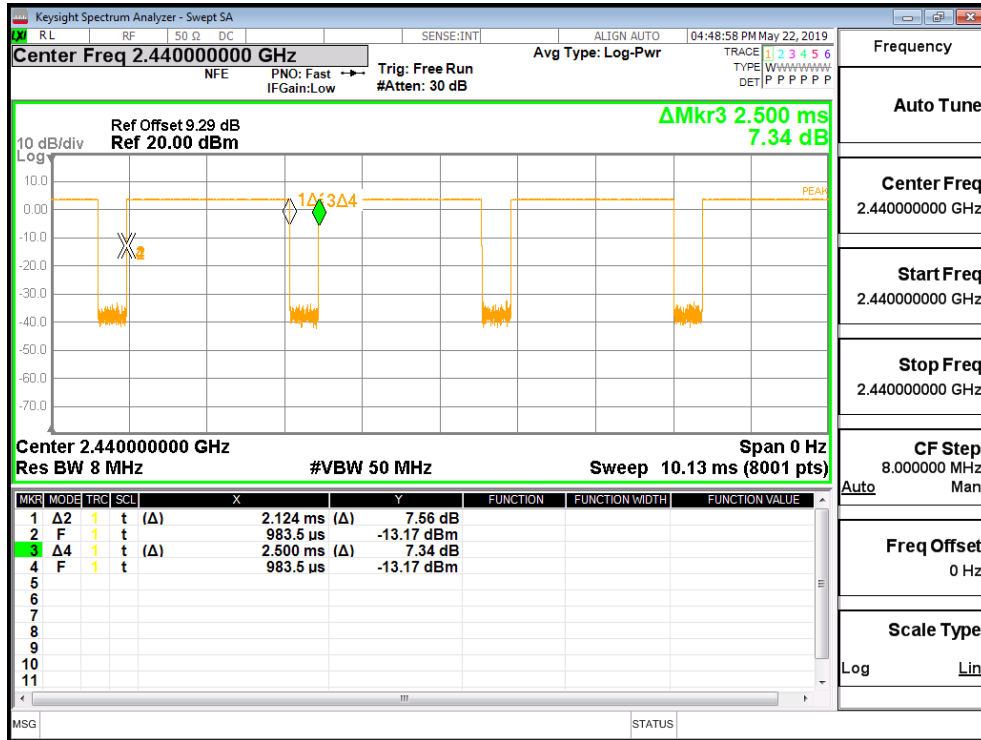 Keysight Spectrum Analyzer - Swept SA
LXI RL RF 50 Ω DC SENSE:INT ALIGN AUTO 04:48:58 PM May 22, 2019
Center Freq 2.440000000 GHz
NFE
PNO: Fast
IFGain:Low
Trig: Free Run
#Atten: 30 dB
Avg Type: Log-Pwr
TRACE 1 2 3 4 5 6
TYPE WWWWWW
DET P P P P P P
Ref Offset 9.29 dB
10 dB/div Ref 20.00 dBm
Log
ΔMkr3 2.500 ms
7.34 dB
10.0
0.00
-10.0
-20.0
-30.0
-40.0
-50.0
-60.0
-70.0
PEAK
3Δ4
2
Center 2.440000000 GHz Span 0 Hz
Res BW 8 MHz #VBW 50 MHz Sweep 10.13 ms (8001 pts)
MKR MODE TRC SCL X Y FUNCTION FUNCTION WIDTH FUNCTION VALUE
1 Δ2 1 t (Δ) 2.124 ms (Δ) 7.56 dB
2 F 1 t 983.5 µs -13.17 dBm
3 Δ4 1 t (Δ) 2.500 ms (Δ) 7.34 dB
4 F 1 t 983.5 µs -13.17 dBm
5
6
7
8
9
10
11
MSG STATUS
Frequency
Auto Tune
Center Freq
2.440000000 GHz
Start Freq
2.440000000 GHz
Stop Freq
2.440000000 GHz
CF Step
8.000000 MHz
Auto Man
Freq Offset
0 Hz
Scale Type
Log Lin